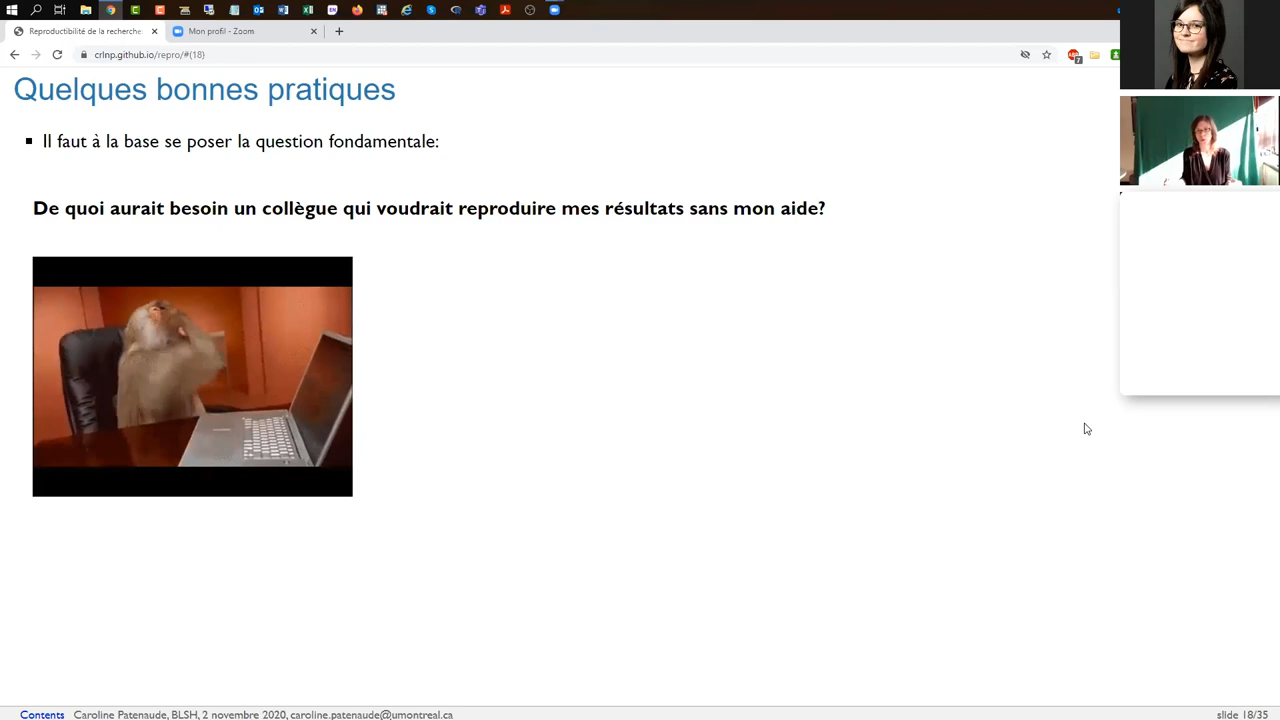 Reproductibilité de la recherche
Mon profil - Zoom
crlnp.github.io/repro/#(18)
Quelques bonnes pratiques
Il faut à la base se poser la question fondamentale:
De quoi aurait besoin un collègue qui voudrait reproduire mes résultats sans mon aide?
Contents Caroline Patenaude, BLSH, 2 novembre 2020, caroline.patenaude@umontreal.ca slide 18/35